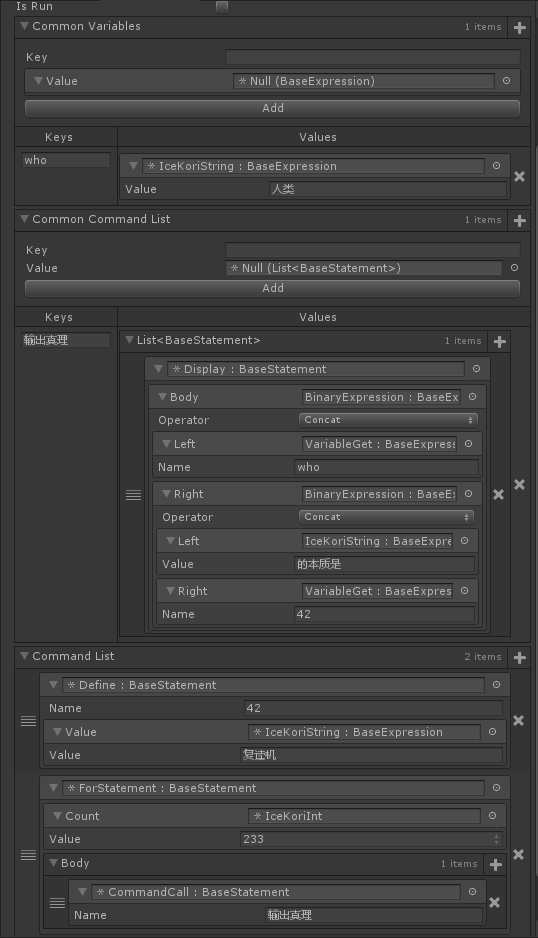 Is Run
Common Variables 1 items
Key
Value Null (BaseExpression)
Add
Keys Values
who IceKoriString : BaseExpression
Value 人类
Common Command List 1 items
Key
Value Null (List<BaseStatement>)
Add
Keys Values
输出真理 List<BaseStatement> 1 items
Display : BaseStatement
Body BinaryExpression : BaseEx
Operator Concat
Left VariableGet : BaseExpress
Name who
Right BinaryExpression : BaseEx
Operator Concat
Left IceKoriString : BaseExpre
Value 的本质是
Right VariableGet : BaseExpres
Name 42
Command List 2 items
Define : BaseStatement
Name 42
Value IceKoriString : BaseExpression
Value 复读机
ForStatement : BaseStatement
Count IceKoriInt
Value 233
Body 1 items
CommandCall : BaseStatement
Name 输出真理